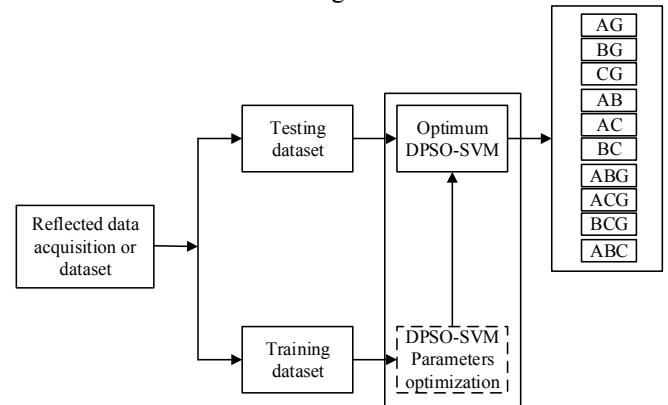 AG
BG
CG
AB
AC
BC
ABG
ACG
BCG
ABC
Testing
dataset
Optimum
DPSO-SVM
Reflected data
acquisition or
dataset
Training
dataset
DPSO-SVM
Parameters
optimization